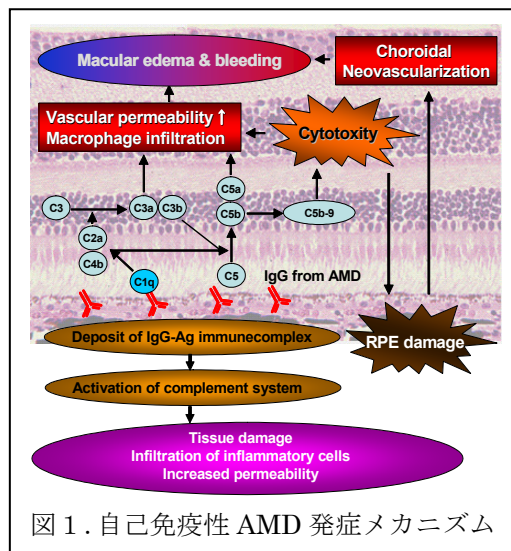 Macular edema & bleeding
Choroidal
Neovascularization
Vascular permeability ↑
Macrophage infiltration
Cytotoxity
C5a
C3
C3a
C3b
C5b
C5b-9
C2a
C4b
C1q
C5
IgG from AMD
Deposit of IgG-Ag immunecomplex
RPE damage
Activation of complement system
Tissue damage
Infiltration of inflammatory cells
Increased permeability
図１．自己免疫性 AMD 発症メカニズム